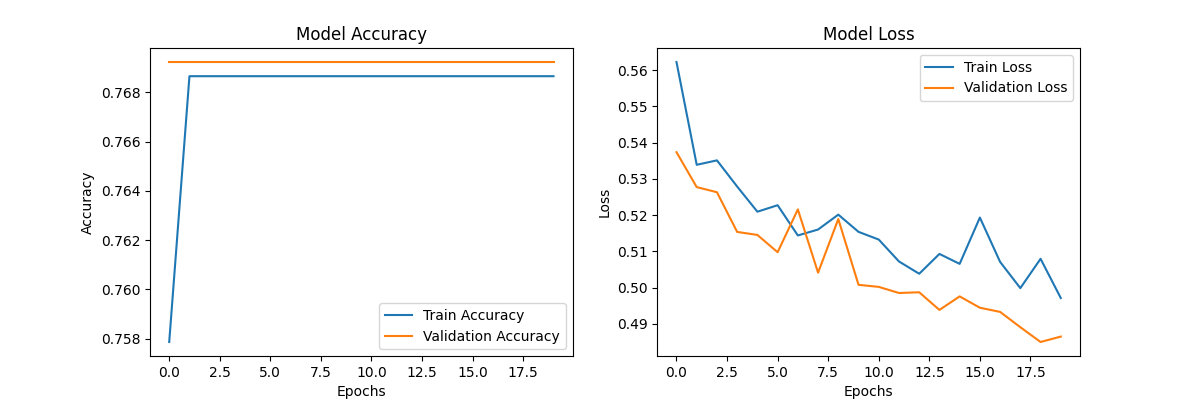 Model Accuracy
Accuracy
0.768
0.766
0.764
0.762
0.760
0.758
0.0 2.5 5.0 7.5 10.0 12.5 15.0 17.5
Epochs
Train Accuracy
Validation Accuracy
Model Loss
Loss
0.56
0.55
0.54
0.53
0.52
0.51
0.50
0.49
0.0 2.5 5.0 7.5 10.0 12.5 15.0 17.5
Epochs
Train Loss
Validation Loss